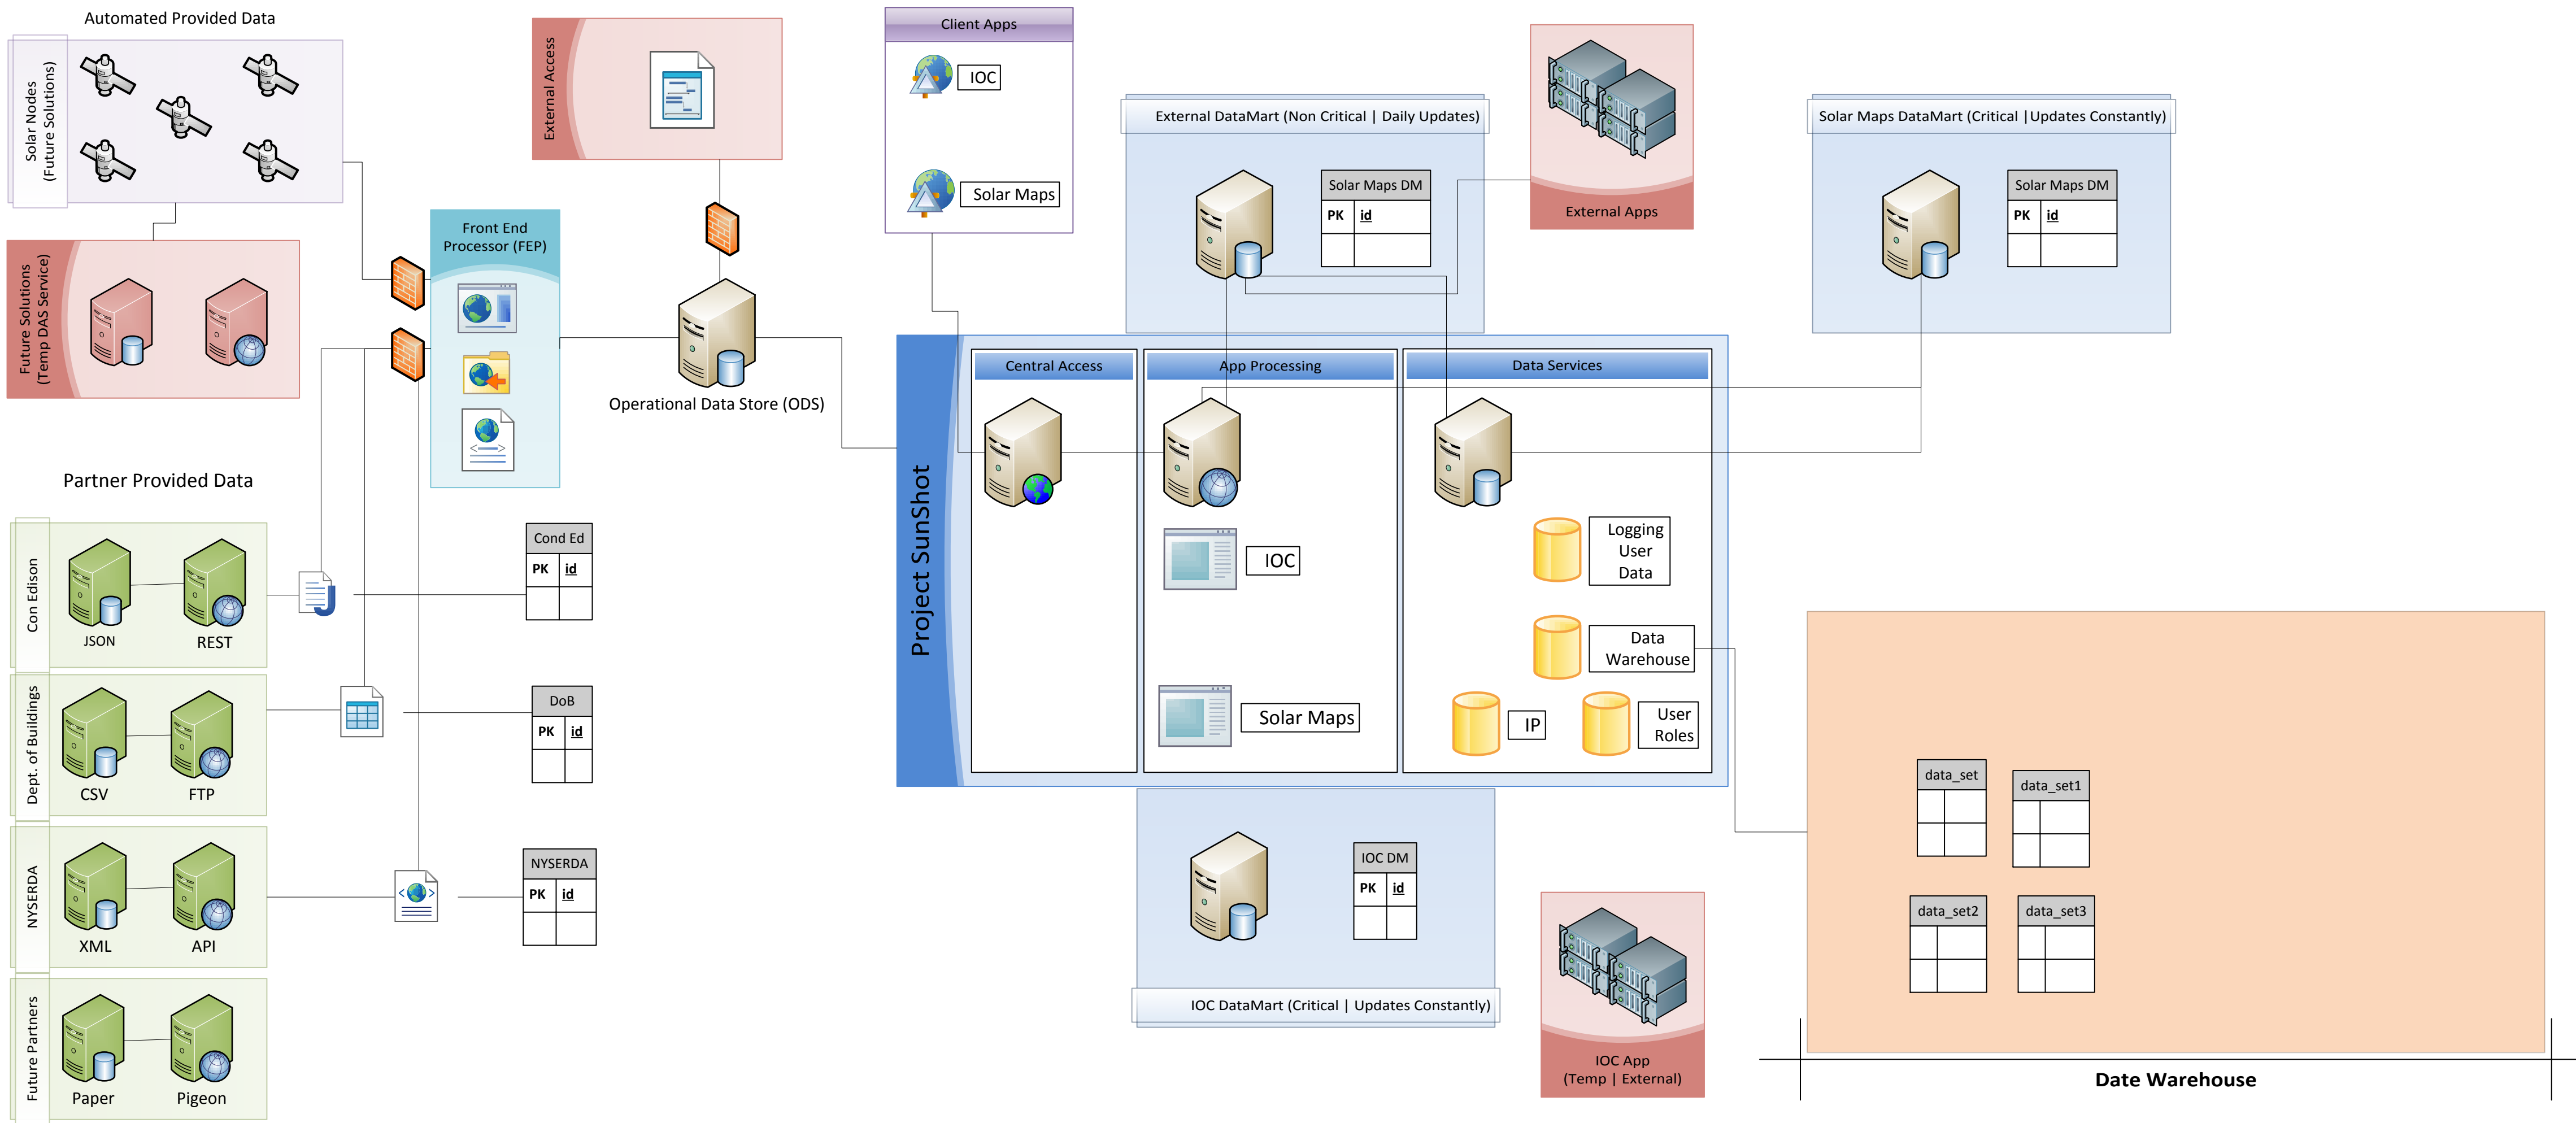 Automated Provided Data
Solar Nodes
(Future Solutions)
Future Solutions
(Temp DAS Service)
External Access
Front End
Processor (FEP)
Operational Data Store (ODS)
Partner Provided Data
Con Edison
JSON
REST
Dept. of Buildings
CSV
FTP
NYSERDA
XML
API
Future Partners
Paper
Pigeon
Cond Ed
PK
id
DoB
PK
id
NYSERDA
PK
id
Client Apps
IOC
Solar Maps
External DataMart (Non Critical | Daily Updates)
Solar Maps DM
PK
id
External Apps
Solar Maps DataMart (Critical |Updates Constantly)
Solar Maps DM
PK
id
Project SunShot
Central Access
App Processing
IOC
Solar Maps
Data Services
Logging
User
Data
Data
Warehouse
IP
User
Roles
IOC DM
PK
id
IOC DataMart (Critical | Updates Constantly)
IOC App
(Temp | External)
data_set
data_set1
data_set2
data_set3
Date Warehouse